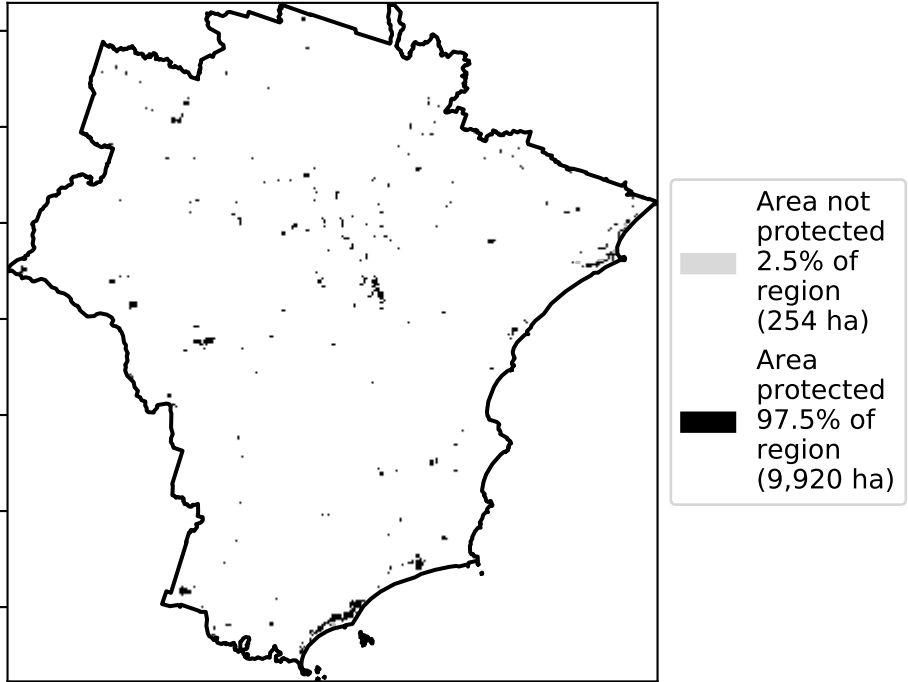 Area not
protected
2.5% of
region
(254 ha)
Area
protected
97.5% of
region
(9,920 ha)